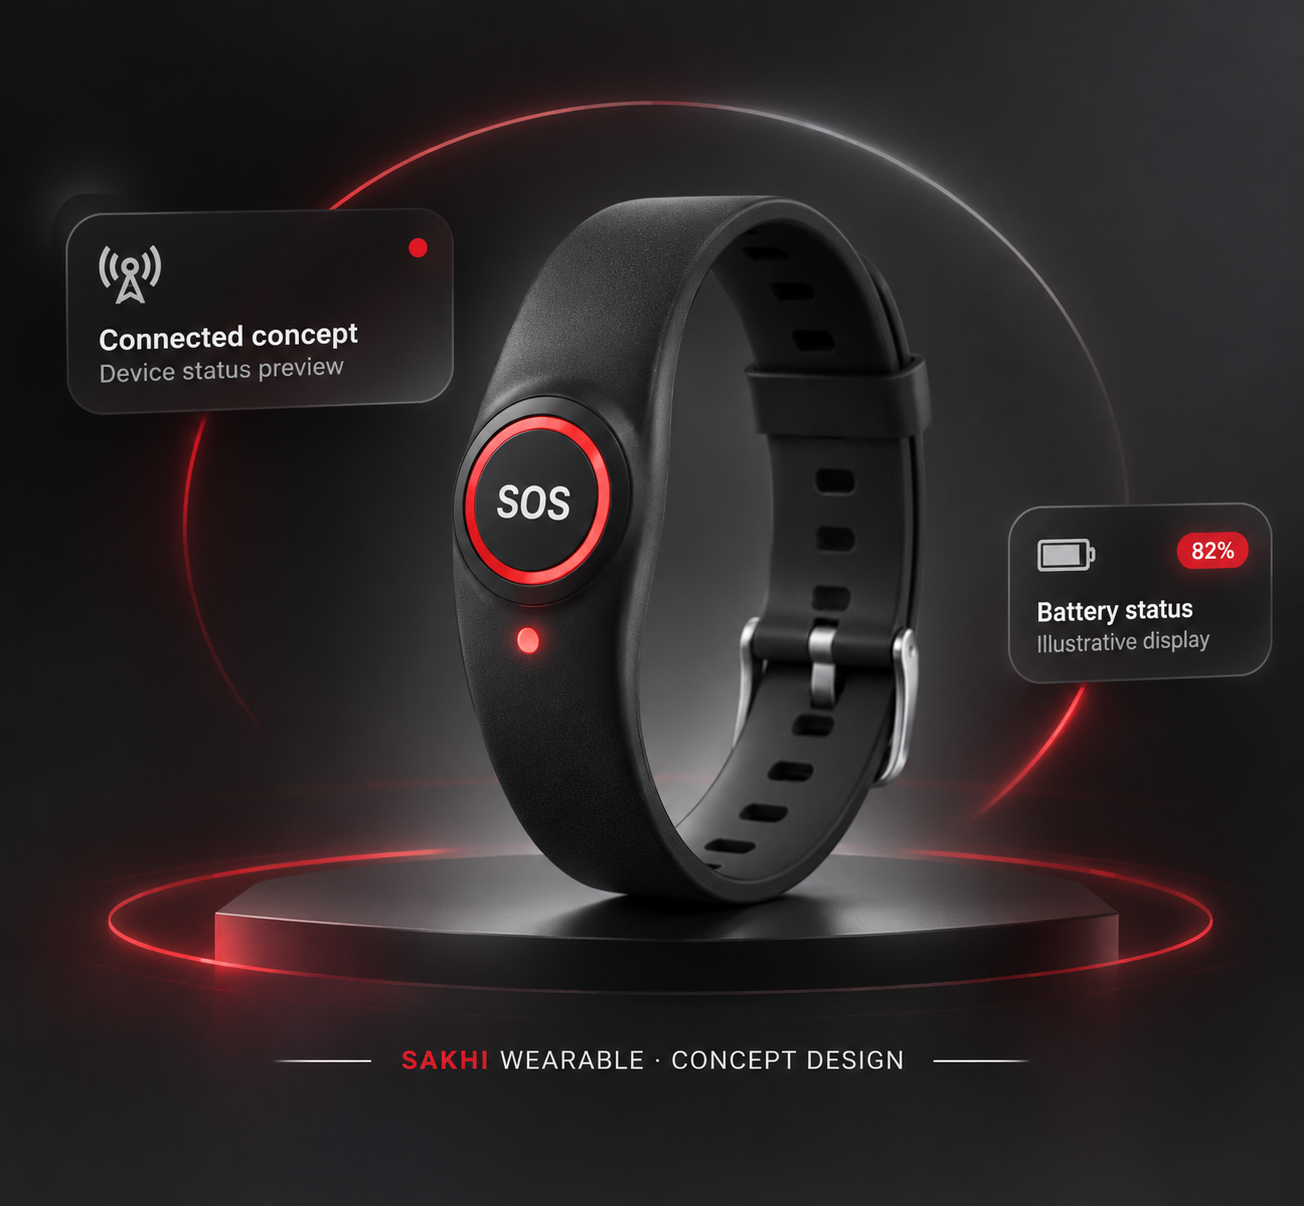 Connected concept
Device status preview
SOS
82%
Battery status
Illustrative display
SAKHI WEARABLE · CONCEPT DESIGN